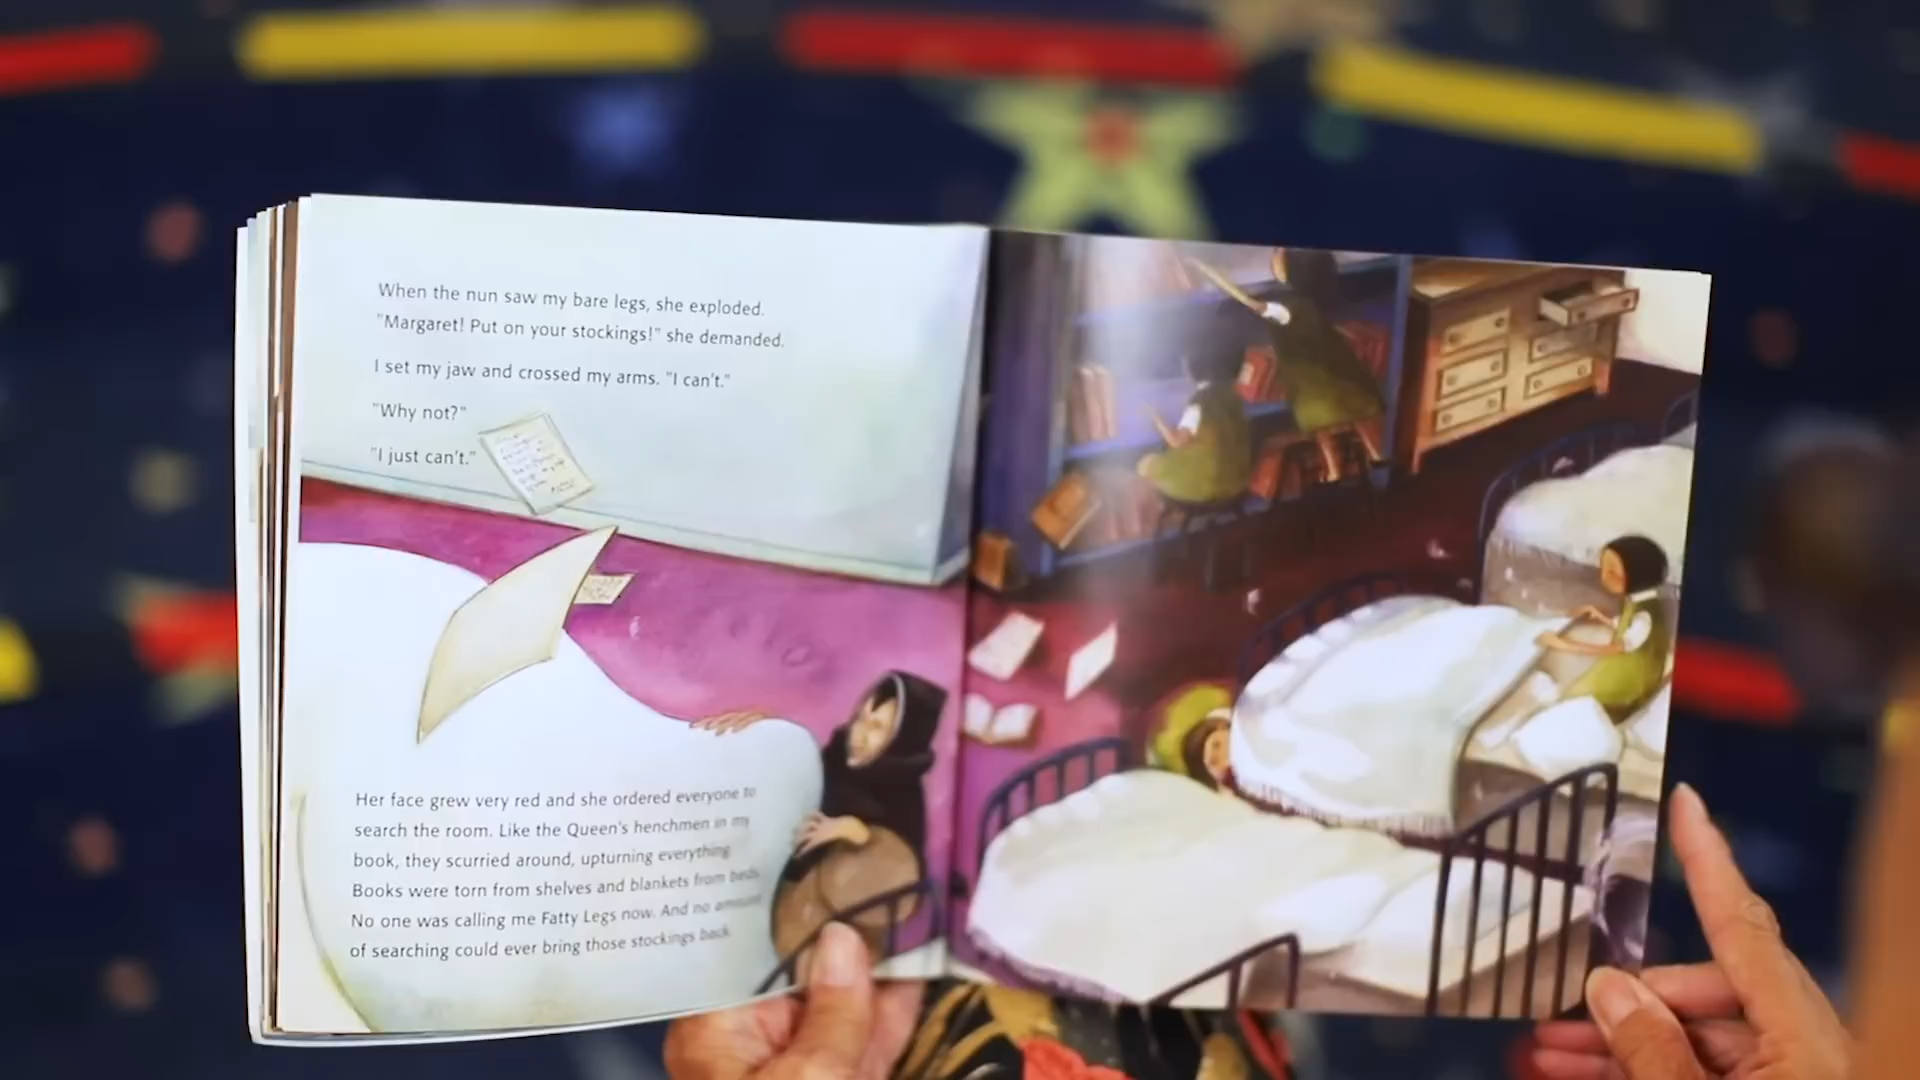 When the nun saw my bare legs, she exploded.
"Margaret! Put on your stockings!" she demanded.
I set my jaw and crossed my arms. "I can't."
"Why not?"
"I just can't."
Her face grew very red and she ordered everyone to
search the room. Like the Queen's henchmen in my
book, they scurried around, upturning everything.
Books were torn from shelves and blankets from beds.
No one was calling me Fatty Legs now. And no amount
of searching could ever bring those stockings back.